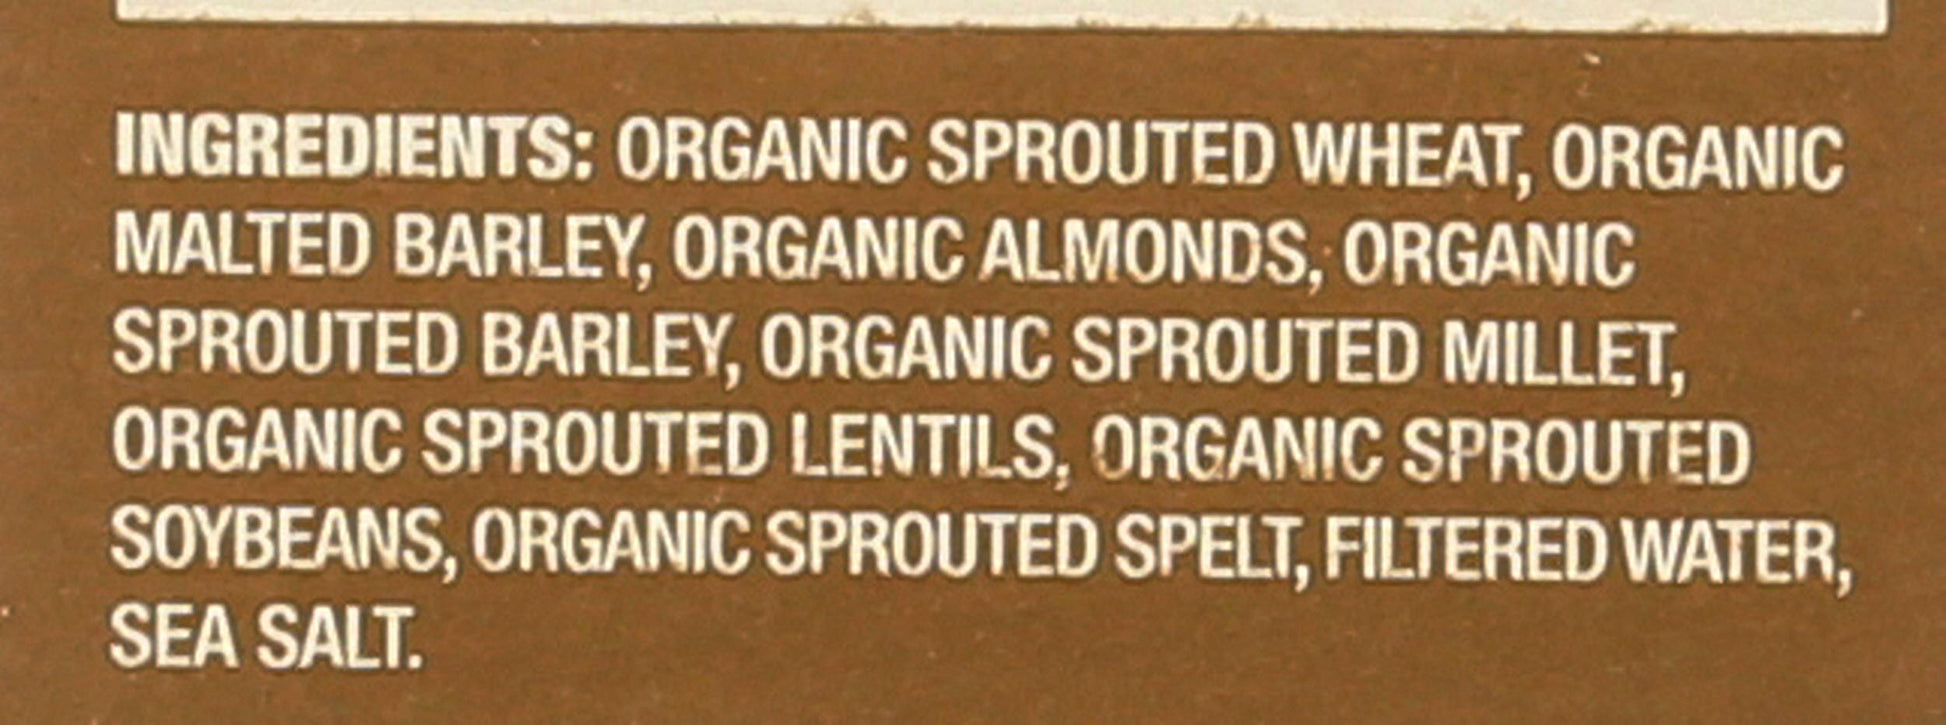 INGREDIENTS: ORGANIC SPROUTED WHEAT, ORGANIC
MALTED BARLEY, ORGANIC ALMONDS, ORGANIC
SPROUTED BARLEY, ORGANIC SPROUTED MILLET,
ORGANIC SPROUTED LENTILS, ORGANIC SPROUTED
SOYBEANS, ORGANIC SPROUTED SPELT, FILTERED WATER,
SEA SALT.